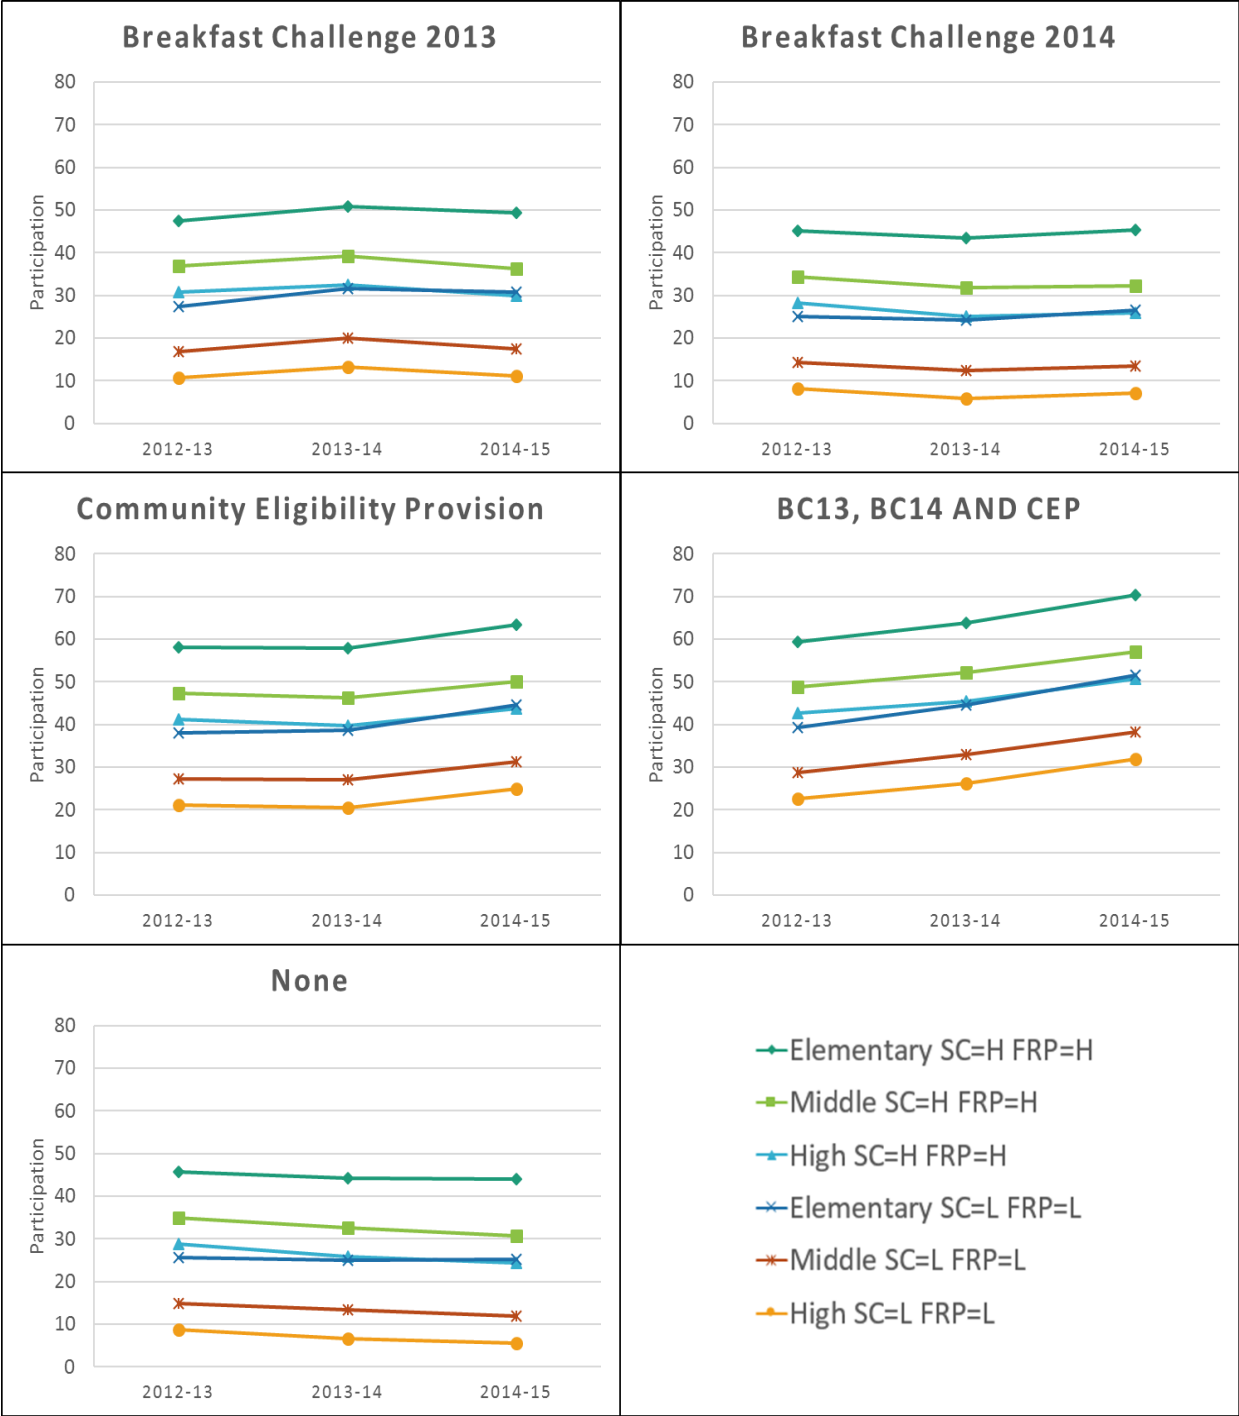 Breakfast Challenge 2013
80
70
60
50
40
30
20
10
0
Participation
2012-13 2013-14 2014-15
Breakfast Challenge 2014
80
70
60
50
40
30
20
10
0
Participation
2012-13 2013-14 2014-15
Community Eligibility Provision
80
70
60
50
40
30
20
10
0
Participation
2012-13 2013-14 2014-15
BC13, BC14 AND CEP
80
70
60
50
40
30
20
10
0
Participation
2012-13 2013-14 2014-15
None
80
70
60
50
40
30
20
10
0
Participation
2012-13 2013-14 2014-15
Elementary SC=H FRP=H
Middle SC=H FRP=H
High SC=H FRP=H
Elementary SC=L FRP=L
Middle SC=L FRP=L
High SC=L FRP=L